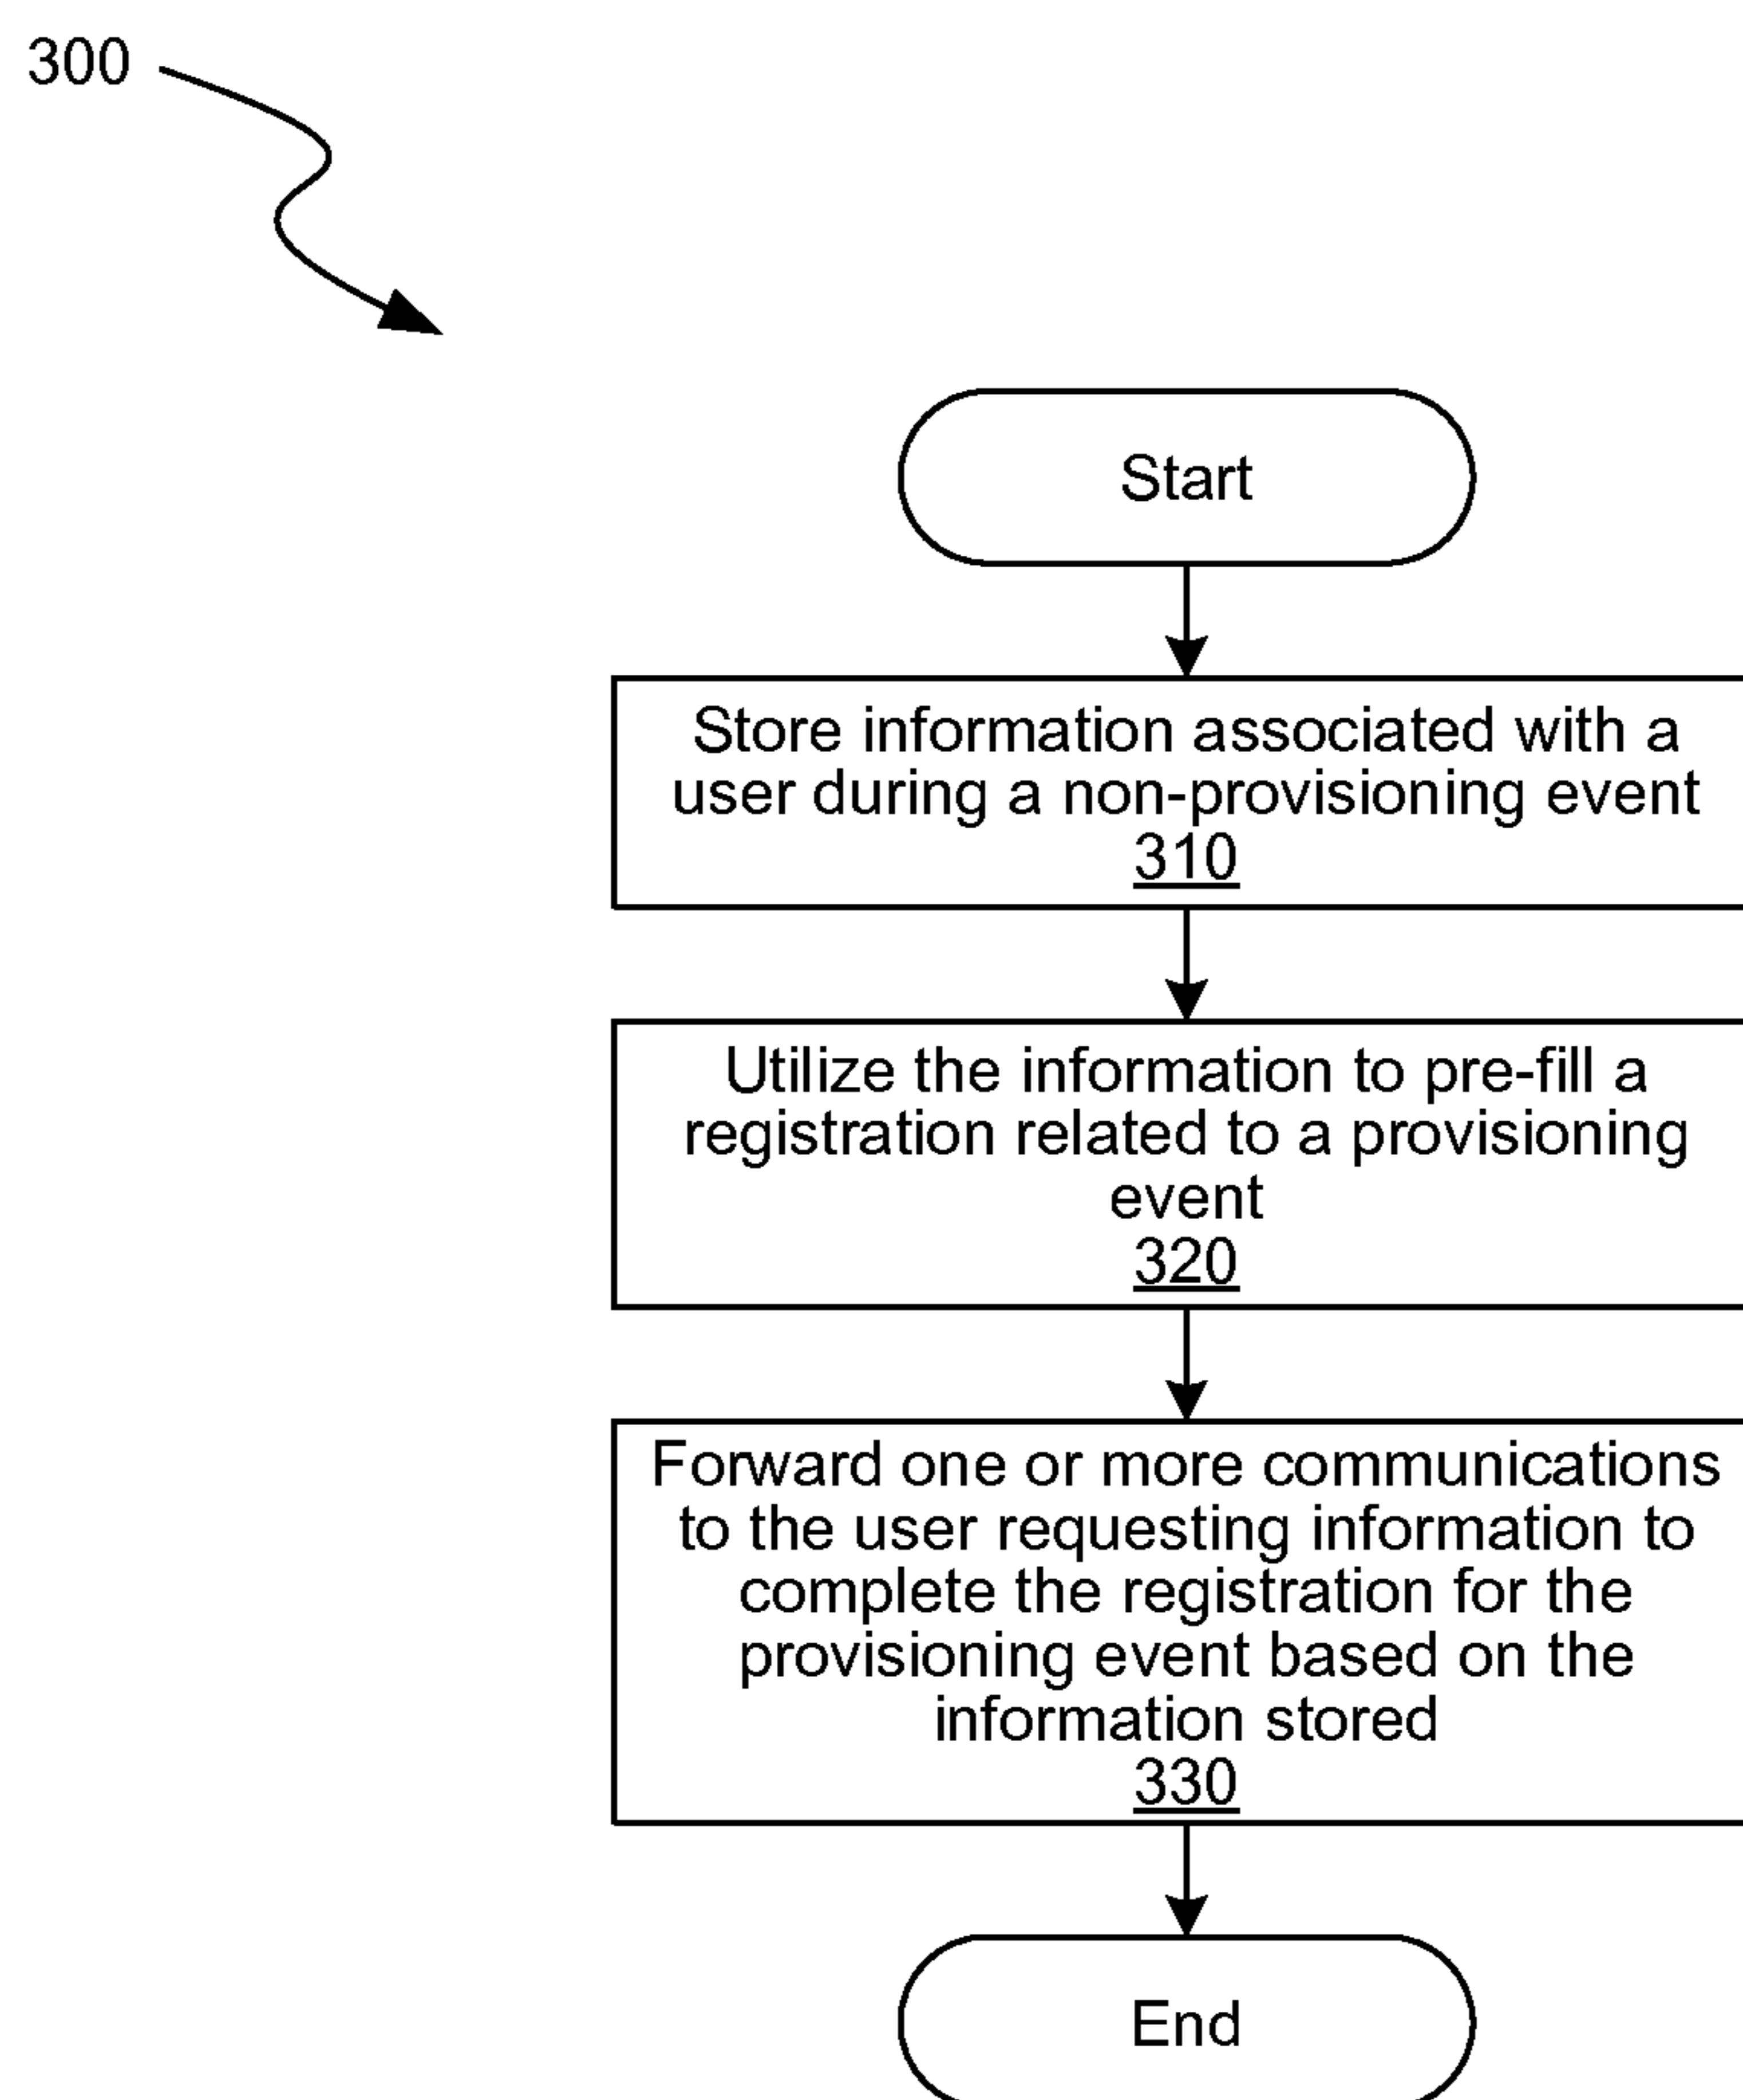 300
Start
Store information associated with a
user during a non-provisioning event
310
Utilize the information to pre-fill a
registration related to a provisioning
event
320
Forward one or more communications
to the user requesting information to
complete the registration for the
provisioning event based on the
information stored
330
End